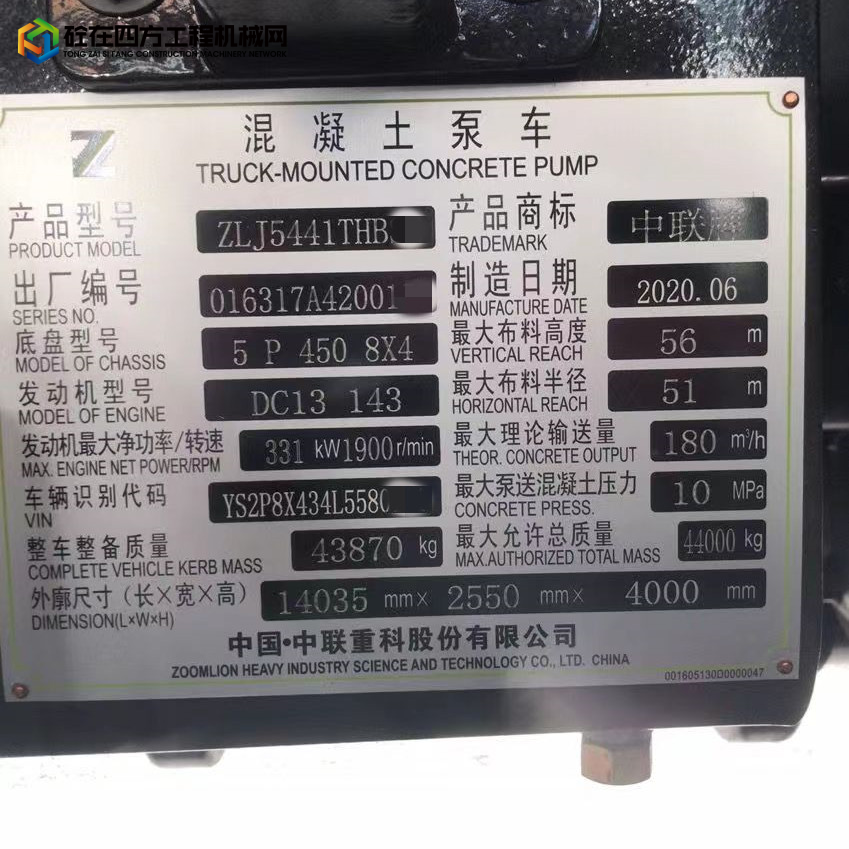 砼在四方工程机械网
TONG ZAI SI FANG CONSTRUCTION MACHINERY NETWORK
混凝土泵车
TRUCK-MOUNTED CONCRETE PUMP
产品型号 ZLJ5441THB 产品商标 中联牌
PRODUCT MODEL TRADEMARK
出厂编号 016317A42001 制造日期 2020.06
SERIES NO. MANUFACTURE DATE
底盘型号 5 P 450 8X4 最大布料高度 56 m
MODEL OF CHASSIS VERTICAL REACH
发动机型号 DC13 143 最大布料半径 51 m
MODEL OF ENGINE HORIZONTAL REACH
发动机最大净功率/转速 331 kW 1900 r/min 最大理论输送量 180 m³/h
MAX. ENGINE NET POWER/RPM THEOR. CONCRETE OUTPUT
车辆识别代码 YS2P8X434L5580 最大泵送混凝土压力 10 MPa
VIN CONCRETE PRESS.
整车整备质量 43870 kg 最大允许总质量 44000 kg
COMPLETE VEHICLE KERB MASS MAX.AUTHORIZED TOTAL MASS
外廓尺寸(长×宽×高) 14035 mm× 2550 mm× 4000 mm
DIMENSION(L×W×H)
中国·中联重科股份有限公司
ZOOMLION HEAVY INDUSTRY SCIENCE AND TECHNOLOGY CO., LTD. CHINA
001605130D0000047